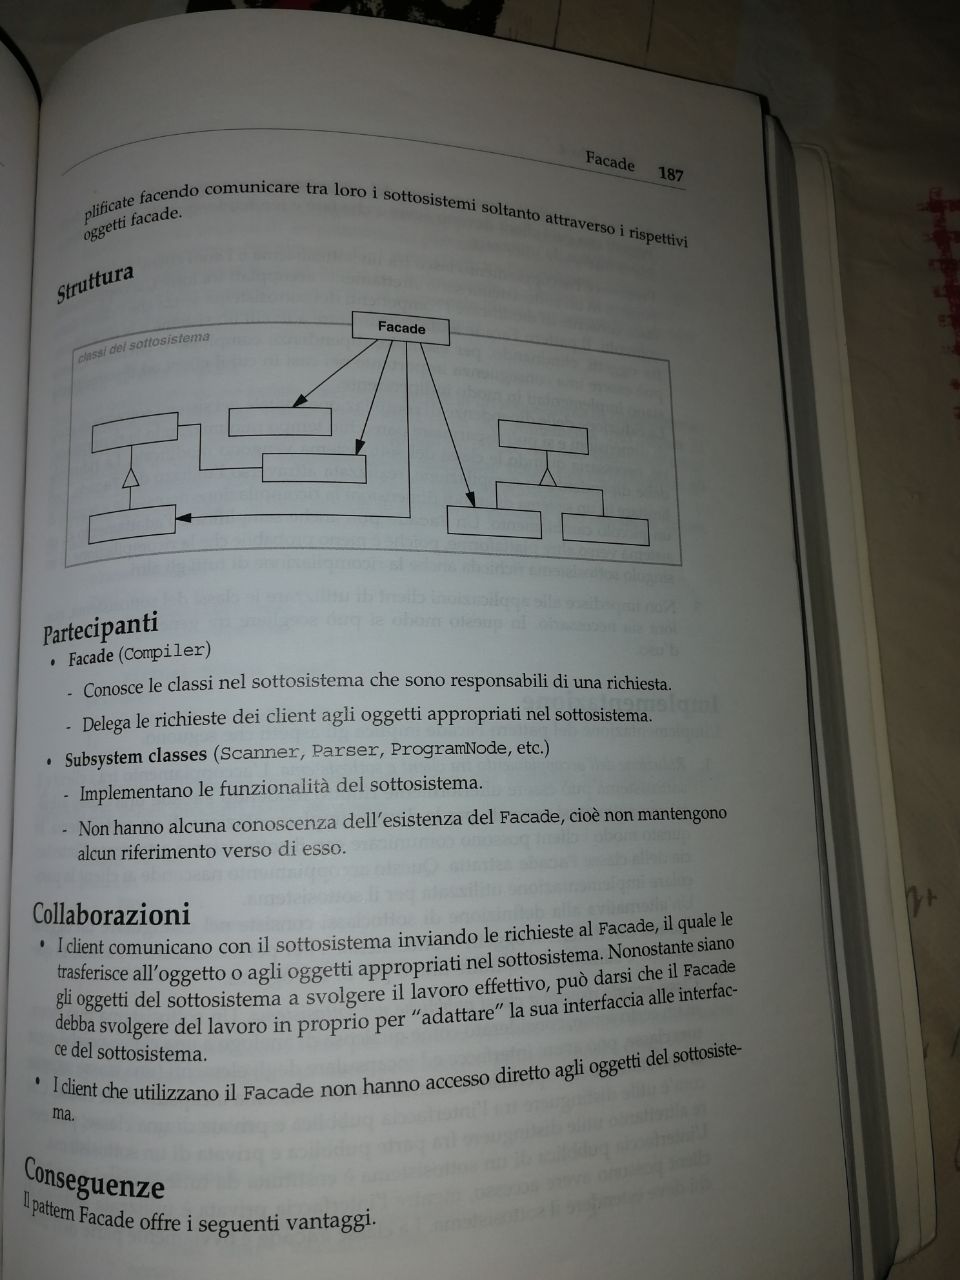 Facade 187
plificate facendo comunicare tra loro i sottosistemi soltanto attraverso i rispettivi
oggetti facade.
Struttura
Facade
classi del sottosistema
Partecipanti
• Facade (Compiler)
- Conosce le classi nel sottosistema che sono responsabili di una richiesta.
- Delega le richieste dei client agli oggetti appropriati nel sottosistema.
• Subsystem classes (Scanner, Parser, ProgramNode, etc.)
- Implementano le funzionalità del sottosistema.
- Non hanno alcuna conoscenza dell'esistenza del Facade, cioè non mantengono
alcun riferimento verso di esso.
Collaborazioni
• I client comunicano con il sottosistema inviando le richieste al Facade, il quale le
trasferisce all'oggetto o agli oggetti appropriati nel sottosistema. Nonostante siano
gli oggetti del sottosistema a svolgere il lavoro effettivo, può darsi che il Facade
debba svolgere del lavoro in proprio per "adattare" la sua interfaccia alle interfac-
ce del sottosistema.
• I client che utilizzano il Facade non hanno accesso diretto agli oggetti del sottosiste-
ma.
Conseguenze
Il pattern Facade offre i seguenti vantaggi.